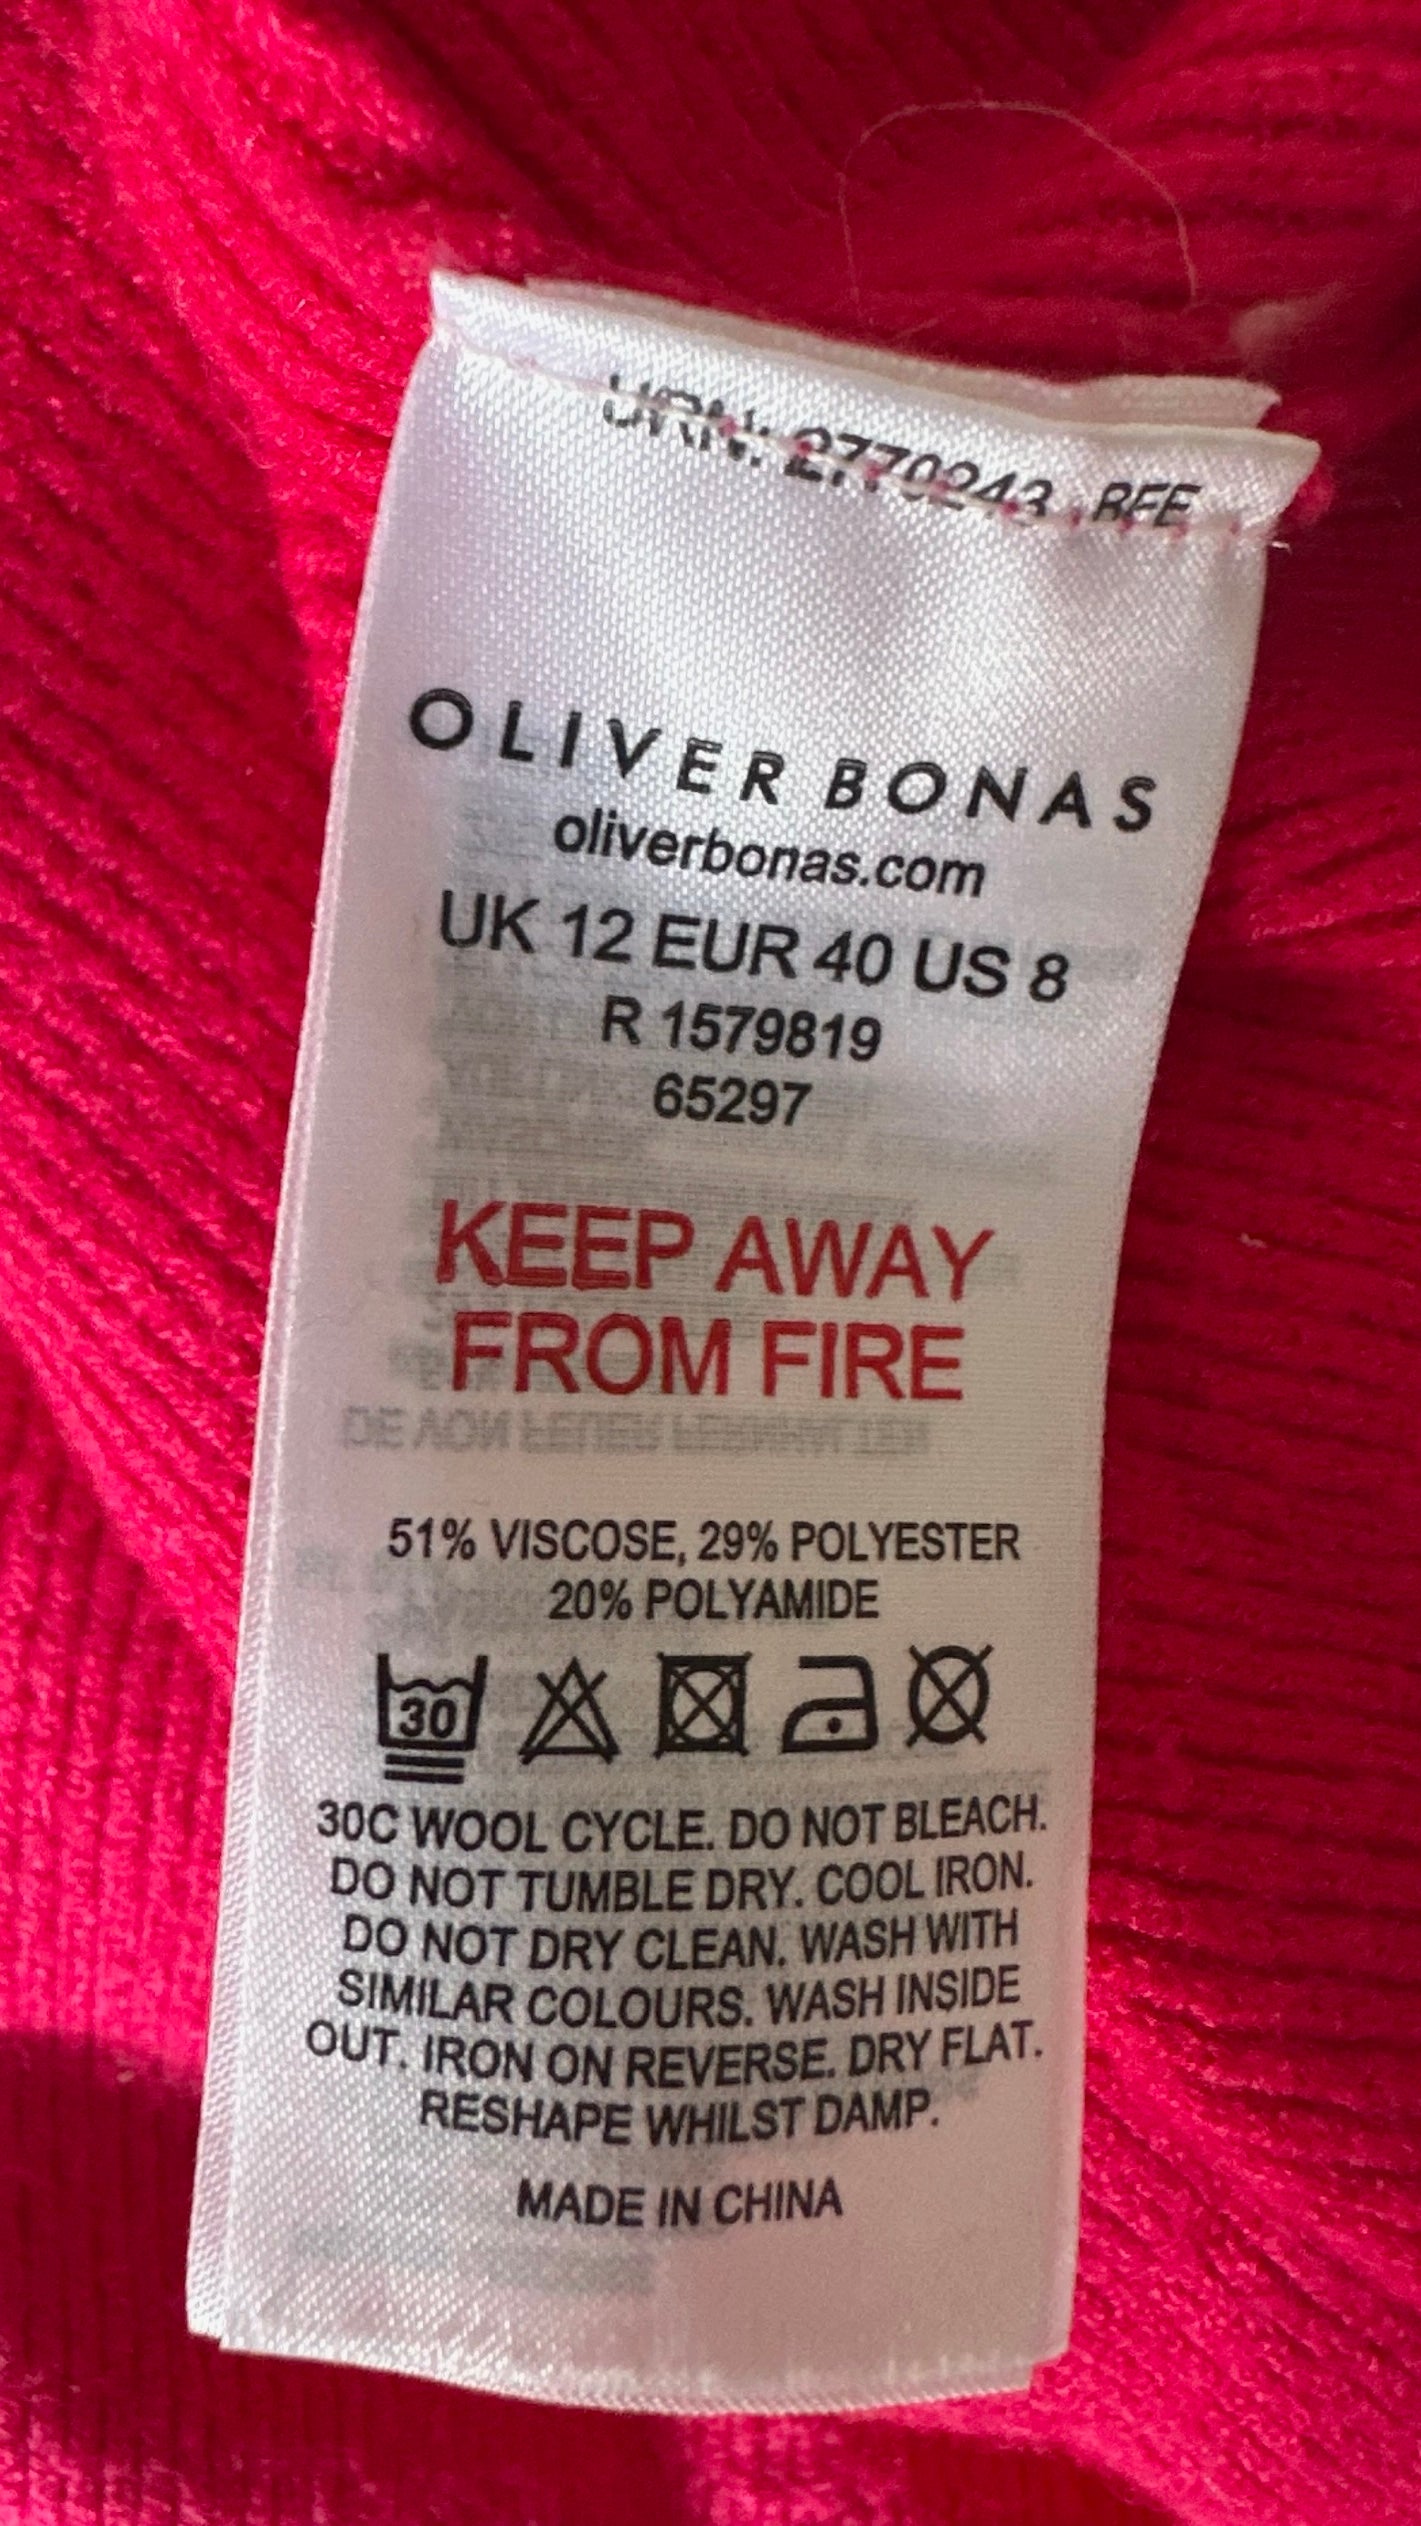 URN: 2770243 BFE
OLIVER BONAS
oliverbonas.com
UK 12 EUR 40 US 8
R 1579819
65297
KEEP AWAY
FROM FIRE
51% VISCOSE, 29% POLYESTER
20% POLYAMIDE
30
30C WOOL CYCLE. DO NOT BLEACH.
DO NOT TUMBLE DRY. COOL IRON.
DO NOT DRY CLEAN. WASH WITH
SIMILAR COLOURS. WASH INSIDE
OUT. IRON ON REVERSE. DRY FLAT.
RESHAPE WHILST DAMP.
MADE IN CHINA